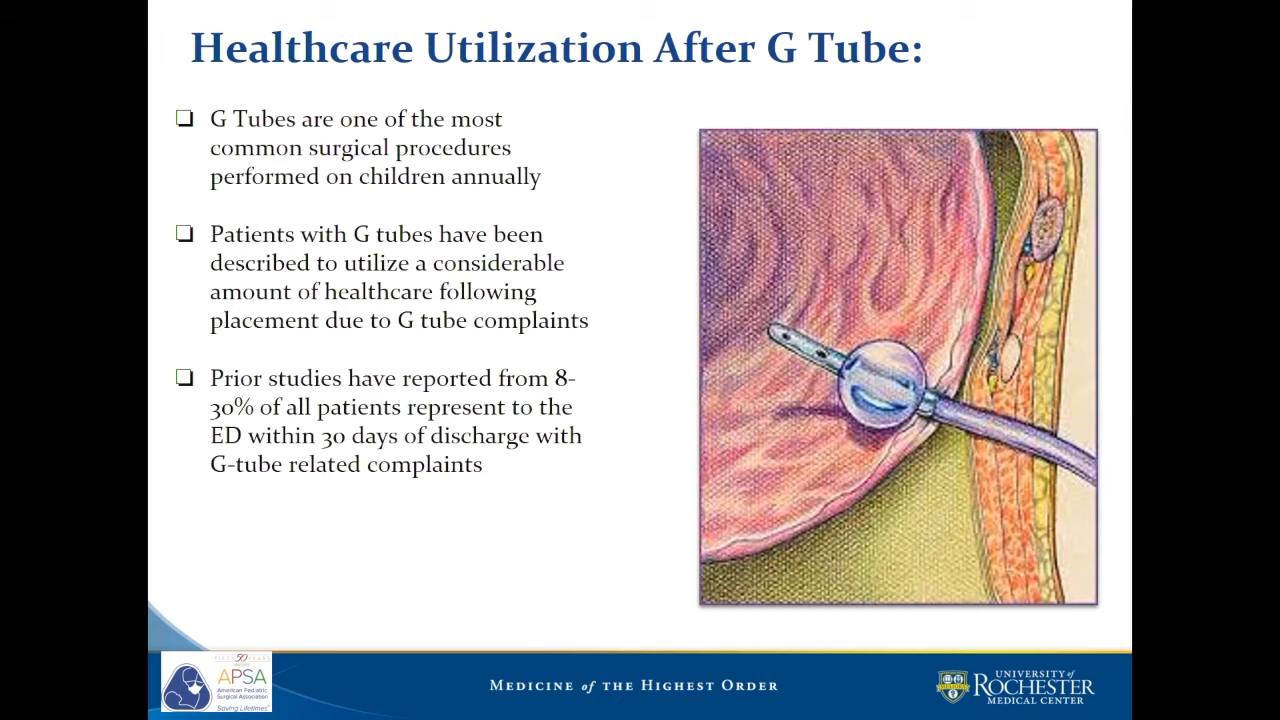 Healthcare Utilization After G Tube:
G Tubes are one of the most
common surgical procedures
performed on children annually
Patients with G tubes have been
described to utilize a considerable
amount of healthcare following
placement due to G tube complaints
Prior studies have reported from 8-
30% of all patients represent to the
ED within 30 days of discharge with
G-tube related complaints
FIRST 50 YEARS
APSA
American Pediatric
Surgical Association
Saving Lifetimes
MEDICINE of THE HIGHEST ORDER
UNIVERSITY of
ROCHESTER
MEDICAL CENTER